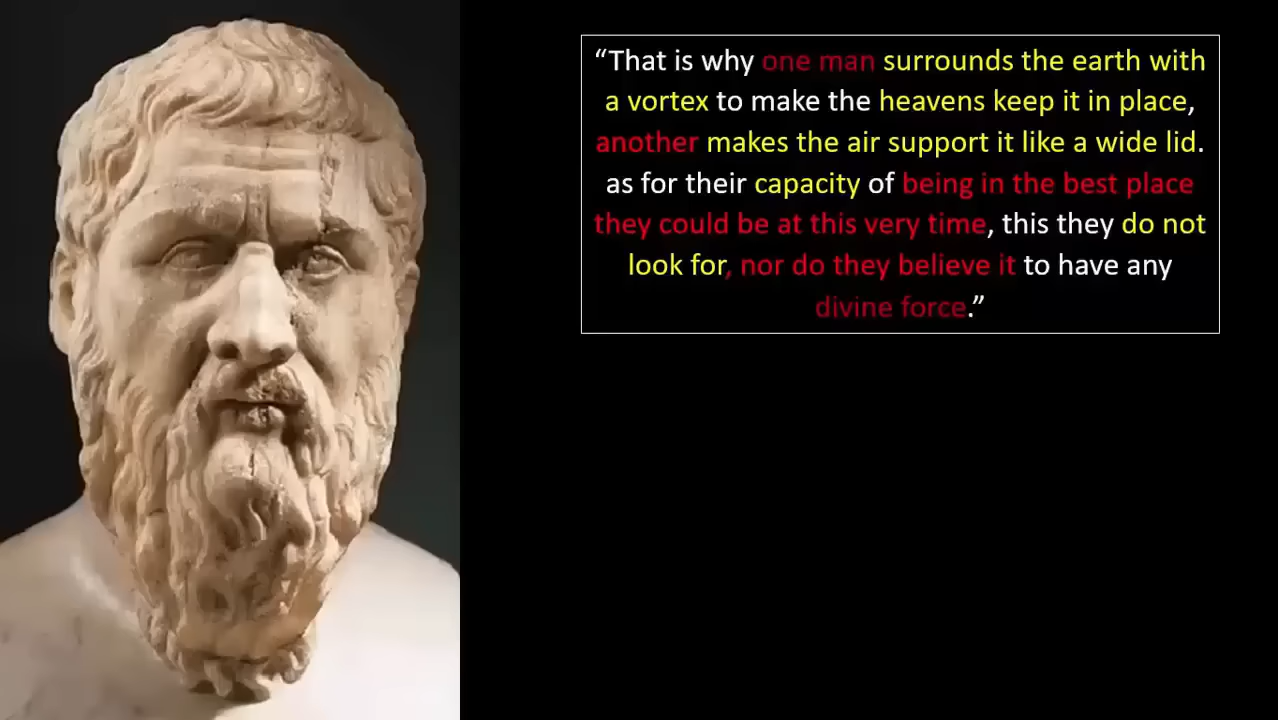 “That is why one man surrounds the earth with
a vortex to make the heavens keep it in place,
another makes the air support it like a wide lid.
as for their capacity of being in the best place
they could be at this very time, this they do not
look for, nor do they believe it to have any
divine force.”